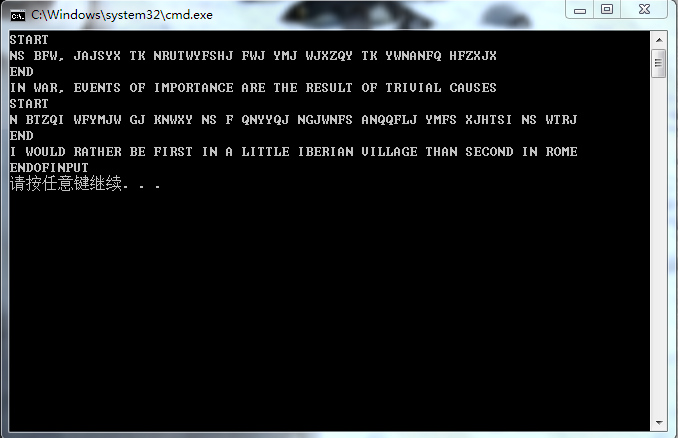 C:\Windows\system32\cmd.exe
START
NS BFW, JAJSYX TK NRUTWYFSHJ FWJ YMJ WJXZQY TK YWNANFQ HFZXJX
END
IN WAR, EVENTS OF IMPORTANCE ARE THE RESULT OF TRIVIAL CAUSES
START
N BTZQI WFYMJW GJ KNWXY NS F QNYYQJ NGJWNFS ANQQFLJ YMFS XJHTSI NS WTRJ
END
I WOULD RATHER BE FIRST IN A LITTLE IBERIAN VILLAGE THAN SECOND IN ROME
ENDOFINPUT
请按任意键继续. . .